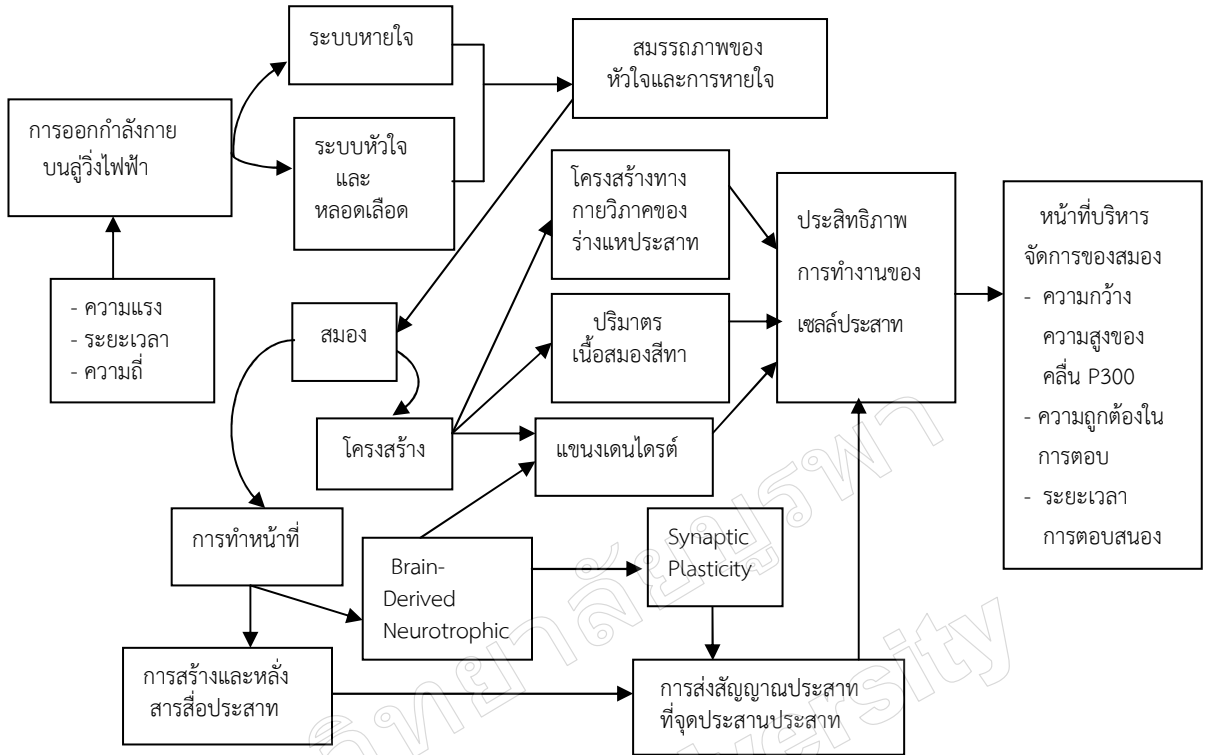 ระบบหายใจ
สมรรถภาพของ
หัวใจและการหายใจ
การออกกำลังกาย
บนลู่วิ่งไฟฟ้า
ระบบหัวใจ
และ
หลอดเลือด
โครงสร้างทาง
กายวิภาคของ
ร่างแหประสาท
ประสิทธิภาพ
การทำงานของ
เซลล์ประสาท
หน้าที่บริหาร
จัดการของสมอง
- ความกว้าง
ความสูงของ
คลื่น P300
- ความถูกต้องใน
การตอบ
- ระยะเวลา
การตอบสนอง
- ความแรง
- ระยะเวลา
- ความถี่
สมอง
ปริมาตร
เนื้อสมองสีทา
โครงสร้าง
แขนงเดนไดรต์
การทำหน้าที่
Brain-
Derived
Neurotrophic
Synaptic
Plasticity
การสร้างและหลั่ง
สารสื่อประสาท
การส่งสัญญาณประสาท
ที่จุดประสานประสาท
วิทยาลัยบูรพา
versity